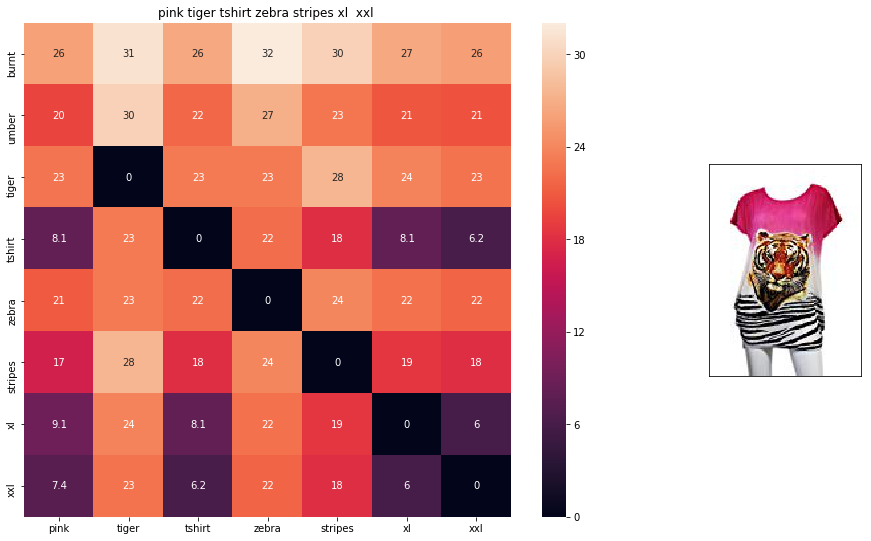 pink tiger tshirt zebra stripes xl  xxl
burnt 26 31 26 32 30 27 26
umber 20 30 22 27 23 21 21
tiger 23 0 23 23 28 24 23
tshirt 8.1 23 0 22 18 8.1 6.2
zebra 21 23 22 0 24 22 22
stripes 17 28 18 24 0 19 18
xl 9.1 24 8.1 22 19 0 6
xxl 7.4 23 6.2 22 18 6 0
pink tiger tshirt zebra stripes xl xxl
30
24
18
12
6
0